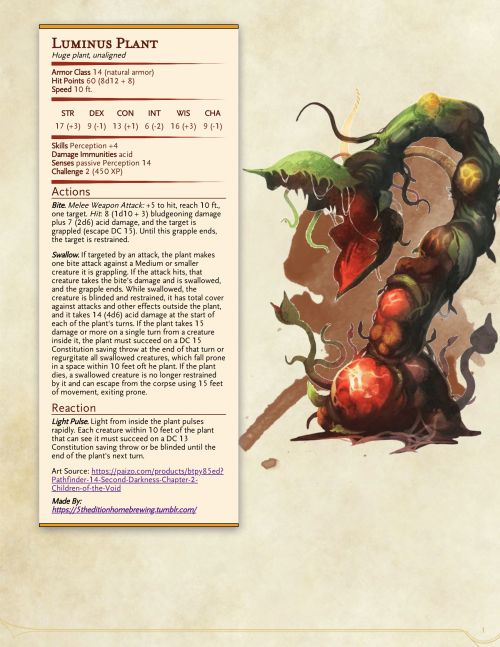 Luminus Plant
Huge plant, unaligned
Armor Class 14 (natural armor)
Hit Points 60 (8d12 + 8)
Speed 10 ft.
STR DEX CON INT WIS CHA
17 (+3) 9 (-1) 13 (+1) 6 (-2) 16 (+3) 9 (-1)
Skills Perception +4
Damage Immunities acid
Senses passive Perception 14
Challenge 2 (450 XP)
Actions
Bite. Melee Weapon Attack: +5 to hit, reach 10 ft.,
one target. Hit: 8 (1d10 + 3) bludgeoning damage
plus 7 (2d6) acid damage, and the target is
grappled (escape DC 15). Until this grapple ends,
the target is restrained.
Swallow. If targeted by an attack, the plant makes
one bite attack against a Medium or smaller
creature it is grappling. If the attack hits, that
creature takes the bite's damage and is swallowed,
and the grapple ends. While swallowed, the
creature is blinded and restrained, it has total cover
against attacks and other effects outside the plant,
and it takes 14 (4d6) acid damage at the start of
each of the plant's turns. If the plant takes 15
damage or more on a single turn from a creature
inside it, the plant must succeed on a DC 15
Constitution saving throw at the end of that turn or
regurgitate all swallowed creatures, which fall prone
in a space within 10 feet oft he plant. If the plant
dies, a swallowed creature is no longer restrained
by it and can escape from the corpse using 15 feet
of movement, exiting prone.
Reaction
Light Pulse. Light from inside the plant pulses
rapidly. Each creature within 10 feet of the plant
that can see it must succeed on a DC 13
Constitution saving throw or be blinded until the
end of the plant's next turn.
Art Source: https://paizo.com/products/btpy85ed?
Pathfinder-14-Second-Darkness-Chapter-2-
Children-of-the-Void
Made By:
https://5theditionhomebrewing.tumblr.com/
1